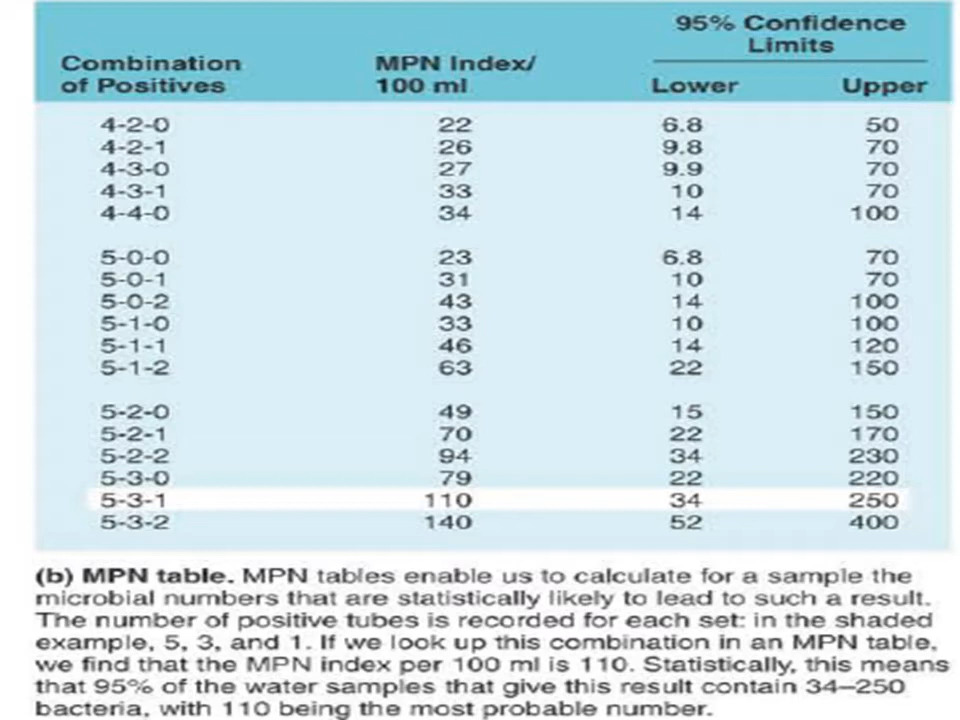 95% Confidence
Limits
Combination
of Positives
MPN Index/
100 ml
Lower
Upper
4-2-0 22 6.8 50
4-2-1 26 9.8 70
4-3-0 27 9.9 70
4-3-1 33 10 70
4-4-0 34 14 100
5-0-0 23 6.8 70
5-0-1 31 10 70
5-0-2 43 14 100
5-1-0 33 10 100
5-1-1 46 14 120
5-1-2 63 22 150
5-2-0 49 15 150
5-2-1 70 22 170
5-2-2 94 34 230
5-3-0 79 22 220
5-3-1 110 34 250
5-3-2 140 52 400
(b) MPN table. MPN tables enable us to calculate for a sample the
microbial numbers that are statistically likely to lead to such a result.
The number of positive tubes is recorded for each set: in the shaded
example, 5, 3, and 1. If we look up this combination in an MPN table,
we find that the MPN index per 100 ml is 110. Statistically, this means
that 95% of the water samples that give this result contain 34–250
bacteria, with 110 being the most probable number.